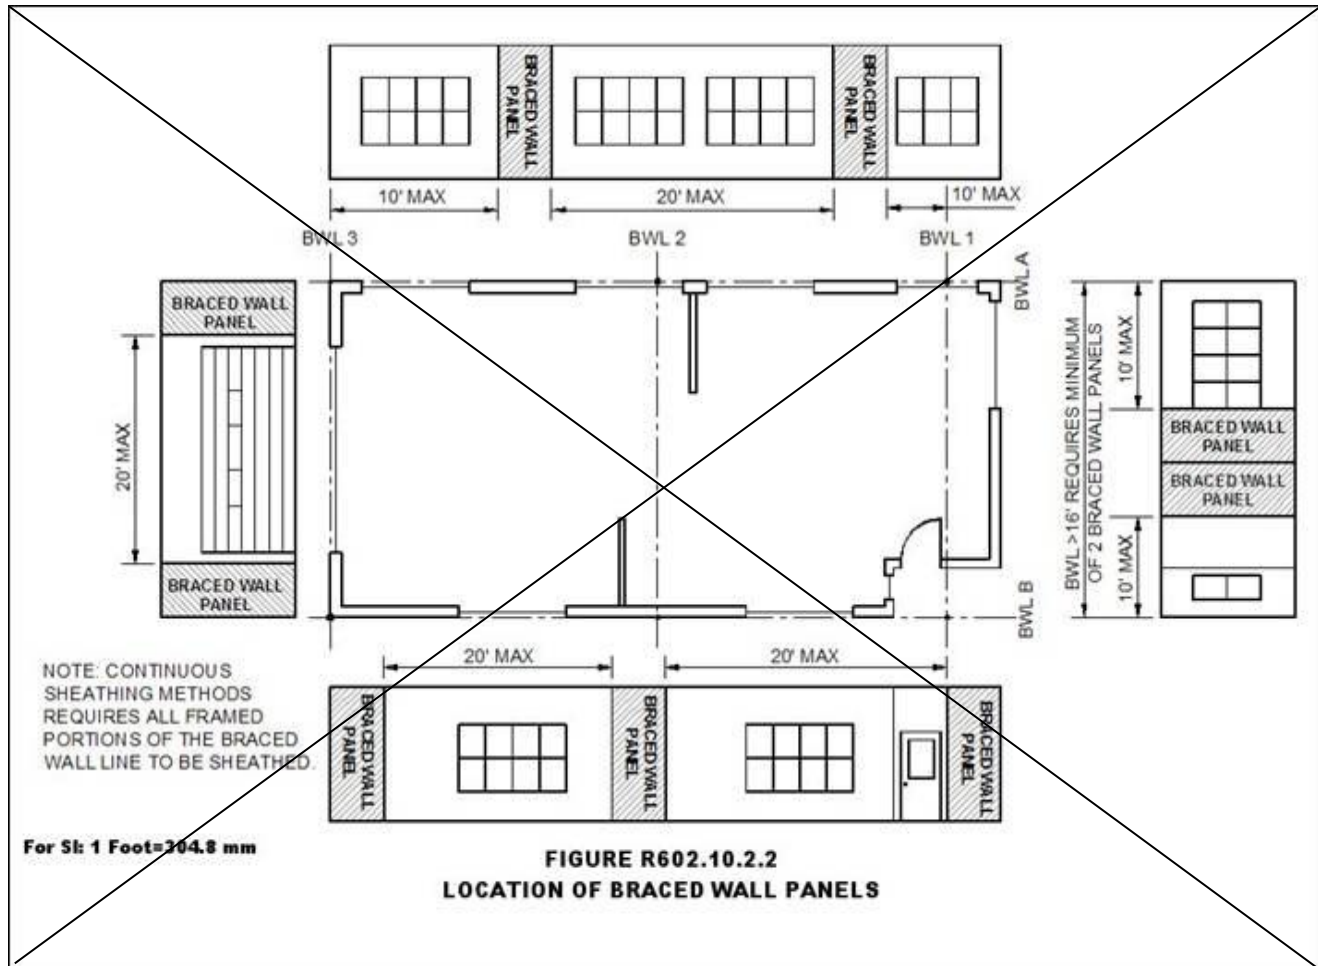 BRACED WALL
PANEL
BRACED WALL
PANEL
10' MAX
20' MAX
10' MAX
BWL 3
BWL 2
BWL 1
BWL A
BRACED WALL
PANEL
20' MAX
BRACED WALL
PANEL
BWL >16' REQUIRES MINIMUM
OF 2 BRACED WALL PANELS
10' MAX
BRACED WALL
PANEL
BRACED WALL
PANEL
10' MAX
BWL B
NOTE: CONTINUOUS
SHEATHING METHODS
REQUIRES ALL FRAMED
PORTIONS OF THE BRACED
WALL LINE TO BE SHEATHED.
20' MAX
20' MAX
BRACED WALL
PANEL
BRACED WALL
PANEL
BRACED WALL
PANEL
For SI: 1 Foot=304.8 mm
FIGURE R602.10.2.2
LOCATION OF BRACED WALL PANELS